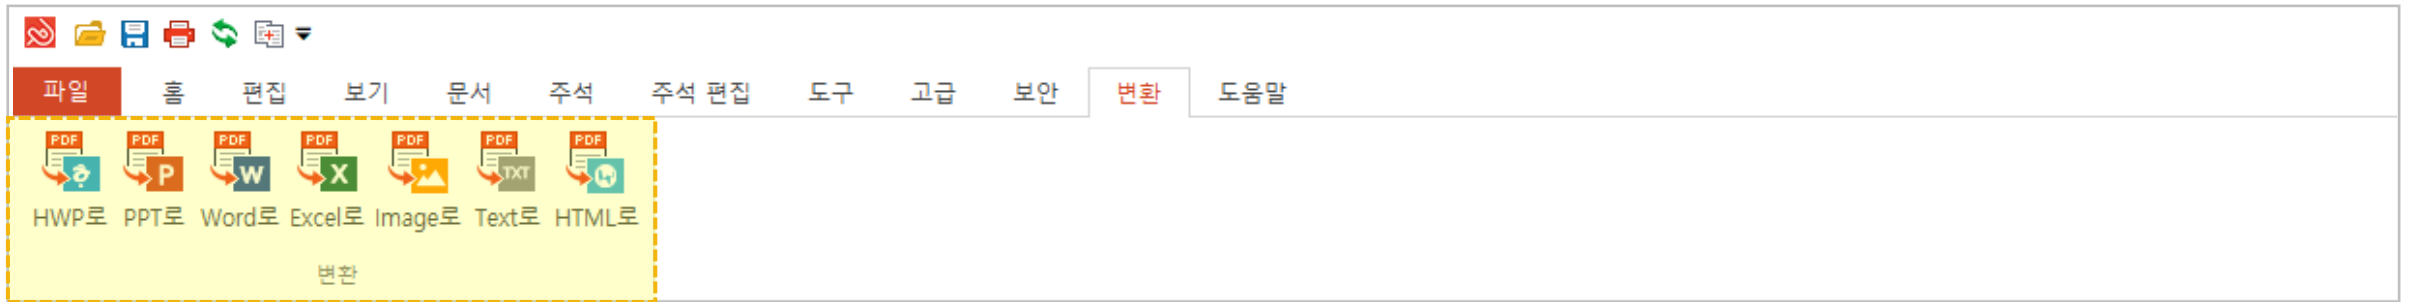 파일 홈 편집 보기 문서 주석 주석 편집 도구 고급 보안 변환 도움말
PDF PDF PDF PDF PDF PDF PDF
P W X TXT
HWP로 PPT로 Word로 Excel로 Image로 Text로 HTML로
변환